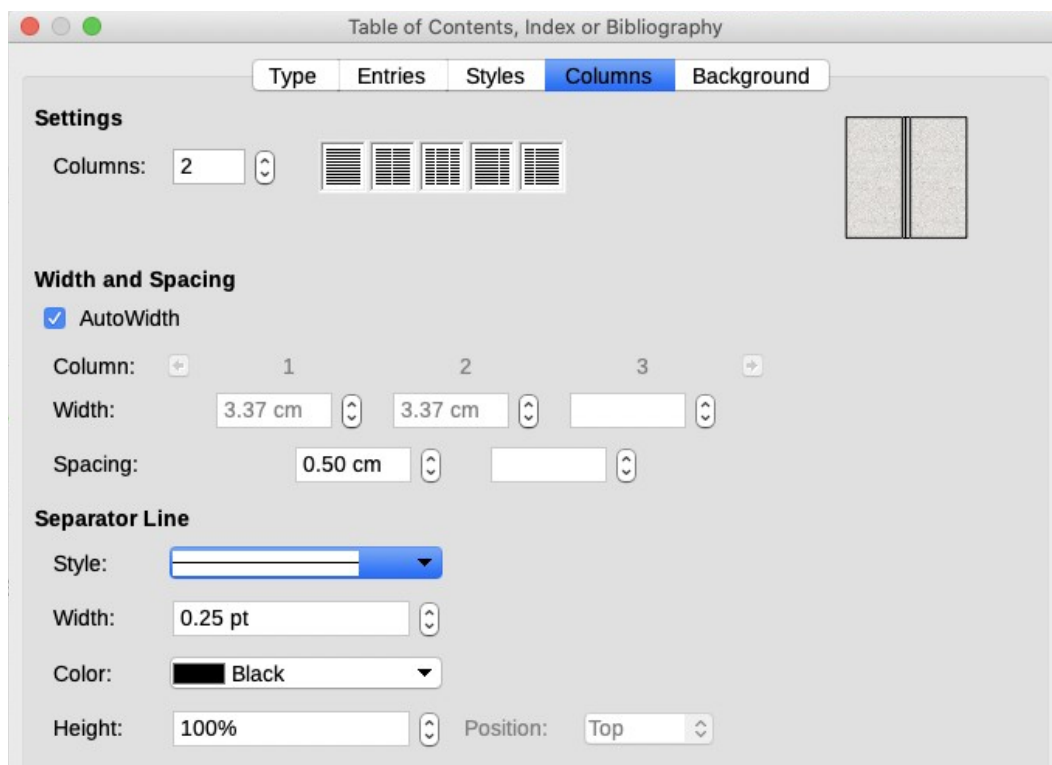 Table of Contents, Index or Bibliography
Type Entries Styles Columns Background
Settings
Columns: 2
Width and Spacing
AutoWidth
Column: 1 2 3
Width: 3.37 cm 3.37 cm
Spacing: 0.50 cm
Separator Line
Style:
Width: 0.25 pt
Color: Black
Height: 100% Position: Top